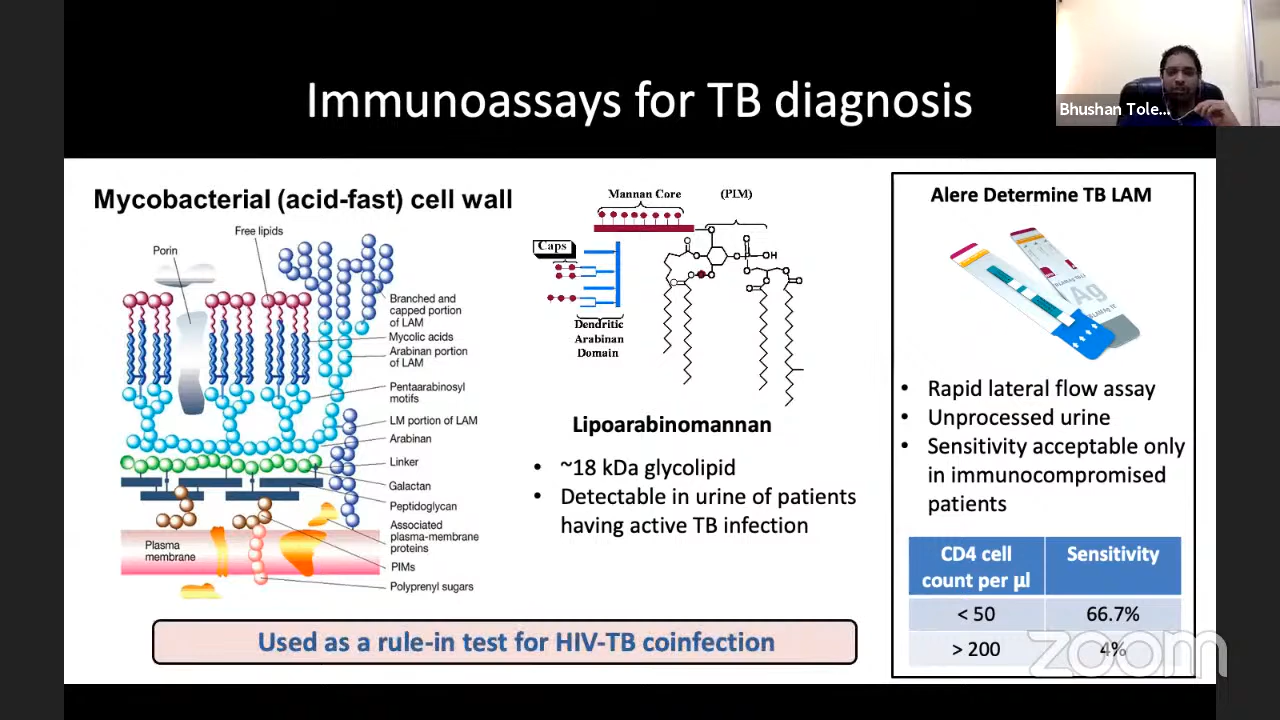 Immunoassays for TB diagnosis
Bhushan Tole...
Mycobacterial (acid-fast) cell wall
Free lipids
Porin
Branched and
capped portion
of LAM
Mycolic acids
Arabinan portion
of LAM
Pentaarabinosyl
motifs
LM portion of LAM
Arabinan
Linker
Galactan
Peptidoglycan
Associated
plasma-membrane
proteins
PIMs
Polyprenyl sugars
Plasma
membrane
Mannan Core
(PIM)
Caps
Dendritic
Arabinan
Domain
O
O
O
O
P
OH
O
O
O
O
O
Lipoarabinomannan
• ~18 kDa glycolipid
• Detectable in urine of patients
having active TB infection
Alere Determine TB LAM
Ag
• Rapid lateral flow assay
• Unprocessed urine
• Sensitivity acceptable only
in immunocompromised
patients
CD4 cell
count per µl
Sensitivity
< 50
66.7%
> 200
4%
Used as a rule-in test for HIV-TB coinfection
zoom